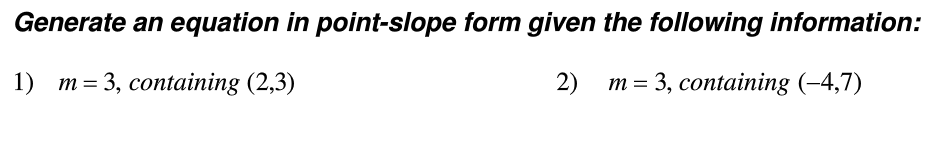 Generate an equation in point-slope form given the following information:
1) m = 3, containing (2,3) 2) m = 3, containing (–4,7)